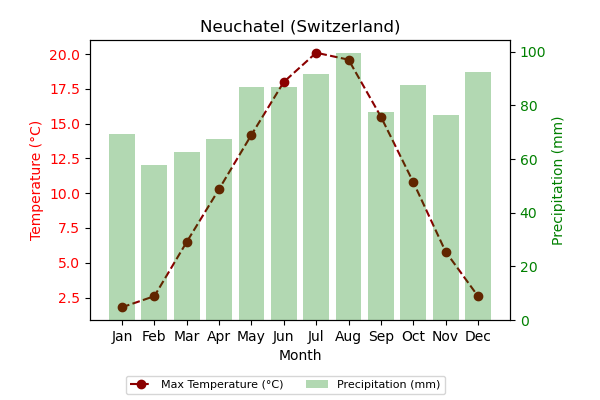 Neuchatel (Switzerland)
20.0
17.5
15.0
12.5
10.0
7.5
5.0
2.5
Temperature (°C)
100
80
60
40
20
0
Precipitation (mm)
Jan Feb Mar Apr May Jun Jul Aug Sep Oct Nov Dec
Month
Max Temperature (°C) Precipitation (mm)